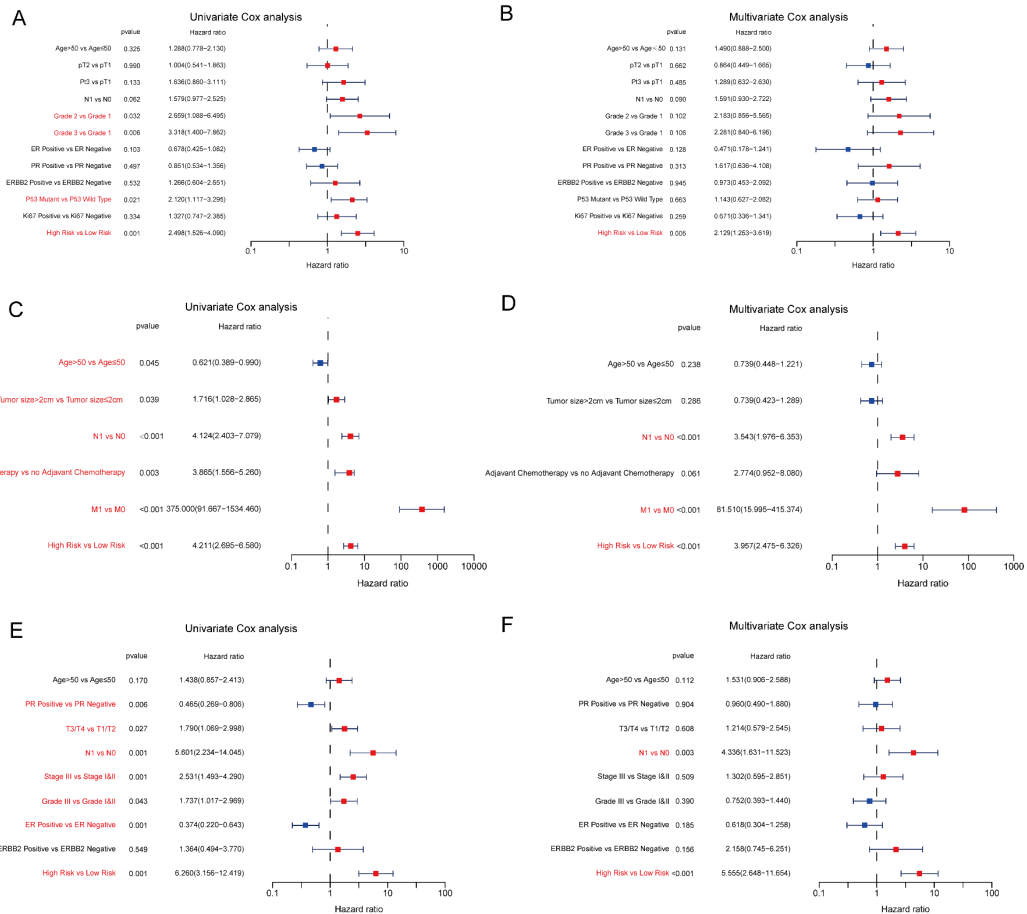 A
Univariate Cox analysis
pvalue Hazard ratio
Age>50 vs Age≤50 0.325 1.288(0.778−2.130)
pT2 vs pT1 0.990 1.004(0.541−1.863)
Pt3 vs pT1 0.133 1.636(0.860−3.111)
N1 vs N0 0.062 1.579(0.977−2.525)
Grade 2 vs Grade 1 0.032 2.659(1.088−6.495)
Grade 3 vs Grade 1 0.006 3.318(1.400−7.862)
ER Positive vs ER Negative 0.103 0.678(0.425−1.082)
PR Positive vs PR Negative 0.497 0.851(0.534−1.356)
ERBB2 Positive vs ERBB2 Negative 0.532 1.266(0.604−2.651)
P53 Mutant vs P53 Wild Type 0.021 2.120(1.117−3.295)
Ki67 Positive vs Ki67 Negative 0.334 1.327(0.747−2.385)
High Risk vs Low Risk 0.001 2.498(1.526−4.090)
0.1 1 10
Hazard ratio
B
Multivariate Cox analysis
pvalue Hazard ratio
Age>50 vs Age<50 0.131 1.490(0.888−2.500)
pT2 vs pT1 0.662 0.864(0.449−1.665)
Pt3 vs pT1 0.485 1.289(0.632−2.630)
N1 vs N0 0.090 1.591(0.930−2.722)
Grade 2 vs Grade 1 0.102 2.183(0.856−5.565)
Grade 3 vs Grade 1 0.106 2.281(0.840−6.196)
ER Positive vs ER Negative 0.128 0.471(0.178−1.241)
PR Positive vs PR Negative 0.313 1.617(0.636−4.108)
ERBB2 Positive vs ERBB2 Negative 0.945 0.973(0.453−2.092)
P53 Mutant vs P53 Wild Type 0.663 1.143(0.627−2.082)
Ki67 Positive vs Ki67 Negative 0.259 0.671(0.336−1.341)
High Risk vs Low Risk 0.005 2.129(1.253−3.619)
0.1 1 10
Hazard ratio
C
Univariate Cox analysis
pvalue Hazard ratio
Age>50 vs Age≤50 0.045 0.621(0.389−0.990)
Tumor size>2cm vs Tumor size≤2cm 0.039 1.716(1.028−2.865)
N1 vs N0 <0.001 4.124(2.403−7.079)
erapy vs no Adjavant Chemotherapy 0.003 3.865(1.556−5.260)
M1 vs M0 <0.001 375.000(91.667−1534.460)
High Risk vs Low Risk <0.001 4.211(2.695−6.580)
0.1 1 10 100 1000 10000
Hazard ratio
D
Multivariate Cox analysis
pvalue Hazard ratio
Age>50 vs Age≤50 0.238 0.739(0.448−1.221)
Tumor size>2cm vs Tumor size≤2cm 0.286 0.739(0.423−1.289)
N1 vs N0 <0.001 3.543(1.976−6.353)
Adjavant Chemotherapy vs no Adjavant Chemotherapy 0.061 2.774(0.952−8.080)
M1 vs M0 <0.001 81.510(15.995−415.374)
High Risk vs Low Risk <0.001 3.957(2.475−6.326)
0.1 1 10 100 1000
Hazard ratio
E
Univariate Cox analysis
pvalue Hazard ratio
Age>50 vs Age≤50 0.170 1.438(0.857−2.413)
PR Positive vs PR Negative 0.006 0.465(0.269−0.806)
T3/T4 vs T1/T2 0.027 1.790(1.069−2.998)
N1 vs N0 0.001 5.601(2.234−14.045)
Stage III vs Stage I&II 0.001 2.531(1.493−4.290)
Grade III vs Grade I&II 0.043 1.737(1.017−2.969)
ER Positive vs ER Negative 0.001 0.374(0.220−0.643)
ERBB2 Positive vs ERBB2 Negative 0.549 1.364(0.494−3.770)
High Risk vs Low Risk 0.001 6.260(3.156−12.419)
0.1 1 10 100
Hazard ratio
F
Multivariate Cox analysis
pvalue Hazard ratio
Age>50 vs Age≤50 0.112 1.531(0.906−2.588)
PR Positive vs PR Negative 0.904 0.960(0.490−1.880)
T3/T4 vs T1/T2 0.608 1.214(0.579−2.545)
N1 vs N0 0.003 4.336(1.631−11.523)
Stage III vs Stage I&II 0.509 1.302(0.595−2.851)
Grade III vs Grade I&II 0.390 0.752(0.393−1.440)
ER Positive vs ER Negative 0.185 0.618(0.304−1.258)
ERBB2 Positive vs ERBB2 Negative 0.156 2.158(0.745−6.251)
High Risk vs Low Risk <0.001 5.555(2.648−11.654)
0.1 1 10 100
Hazard ratio